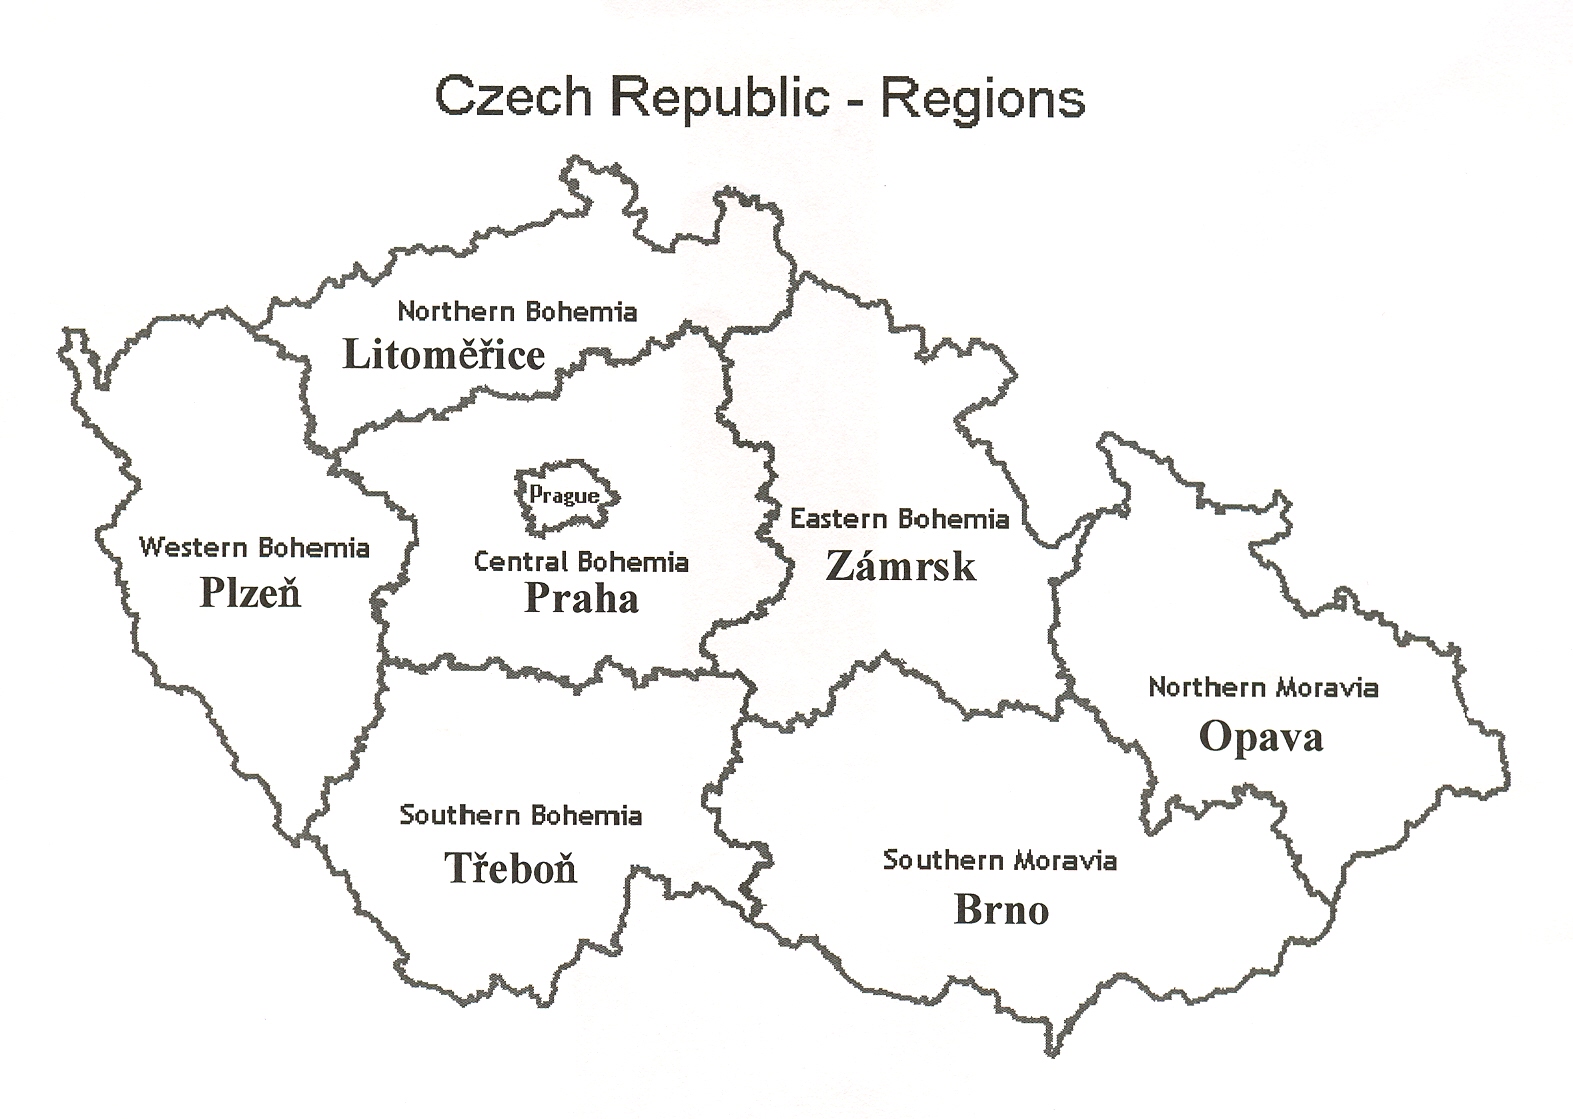 Czech Republic - Regions
Northern Bohemia
Litoměřice
Prague
Eastern Bohemia
Zámrsk
Western Bohemia
Plzeň
Central Bohemia
Praha
Northern Moravia
Opava
Southern Bohemia
Třeboň
Southern Moravia
Brno